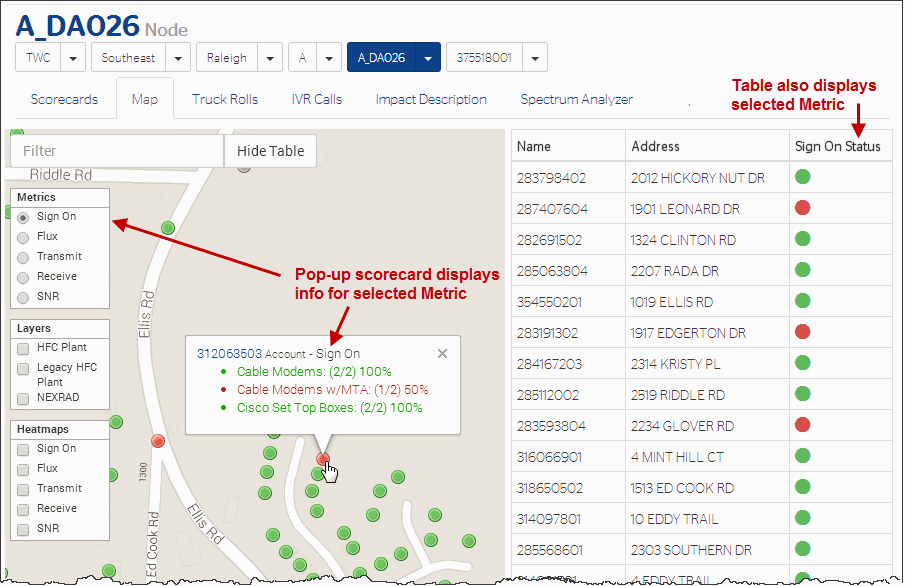 A_DAO26 Node
TWC Southeast Raleigh A A_DAO26 375518001
Scorecards Map Truck Rolls IVR Calls Impact Description Spectrum Analyzer
Table also displays
selected Metric
Filter
Hide Table
Riddle Rd
Metrics
Sign On
Flux
Transmit
Receive
SNR
Layers
HFC Plant
Legacy HFC
Plant
NEXRAD
Heatmaps
Sign On
Flux
Transmit
Receive
SNR
Pop-up scorecard displays
info for selected Metric
Ellis Rd
312063503 Account - Sign On
Cable Modems: (2/2) 100%
Cable Modems w/MTA: (1/2) 50%
Cisco Set Top Boxes: (2/2) 100%
1300
Ellis Rd
Ed Cook Rd
Name Address Sign On Status
283798402 2012 HICKORY NUT DR
287407604 1901 LEONARD DR
282691502 1324 CLINTON RD
285063804 2207 RADA DR
354550201 1019 ELLIS RD
283191302 1917 EDGERTON DR
284167203 2314 KRISTY PL
285112002 2519 RIDDLE RD
283593804 2234 GLOVER RD
316066901 4 MINT HILL CT
318650502 1513 ED COOK RD
314097801 10 EDDY TRAIL
285568601 2303 SOUTHERN DR
4 EDDY TRAIL